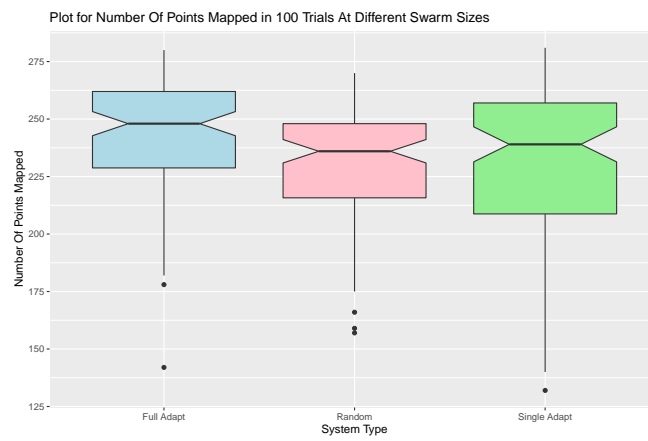 Plot for Number Of Points Mapped in 100 Trials At Different Swarm Sizes
Number Of Points Mapped
275
250
225
200
175
150
125
Full Adapt
Random
Single Adapt
System Type